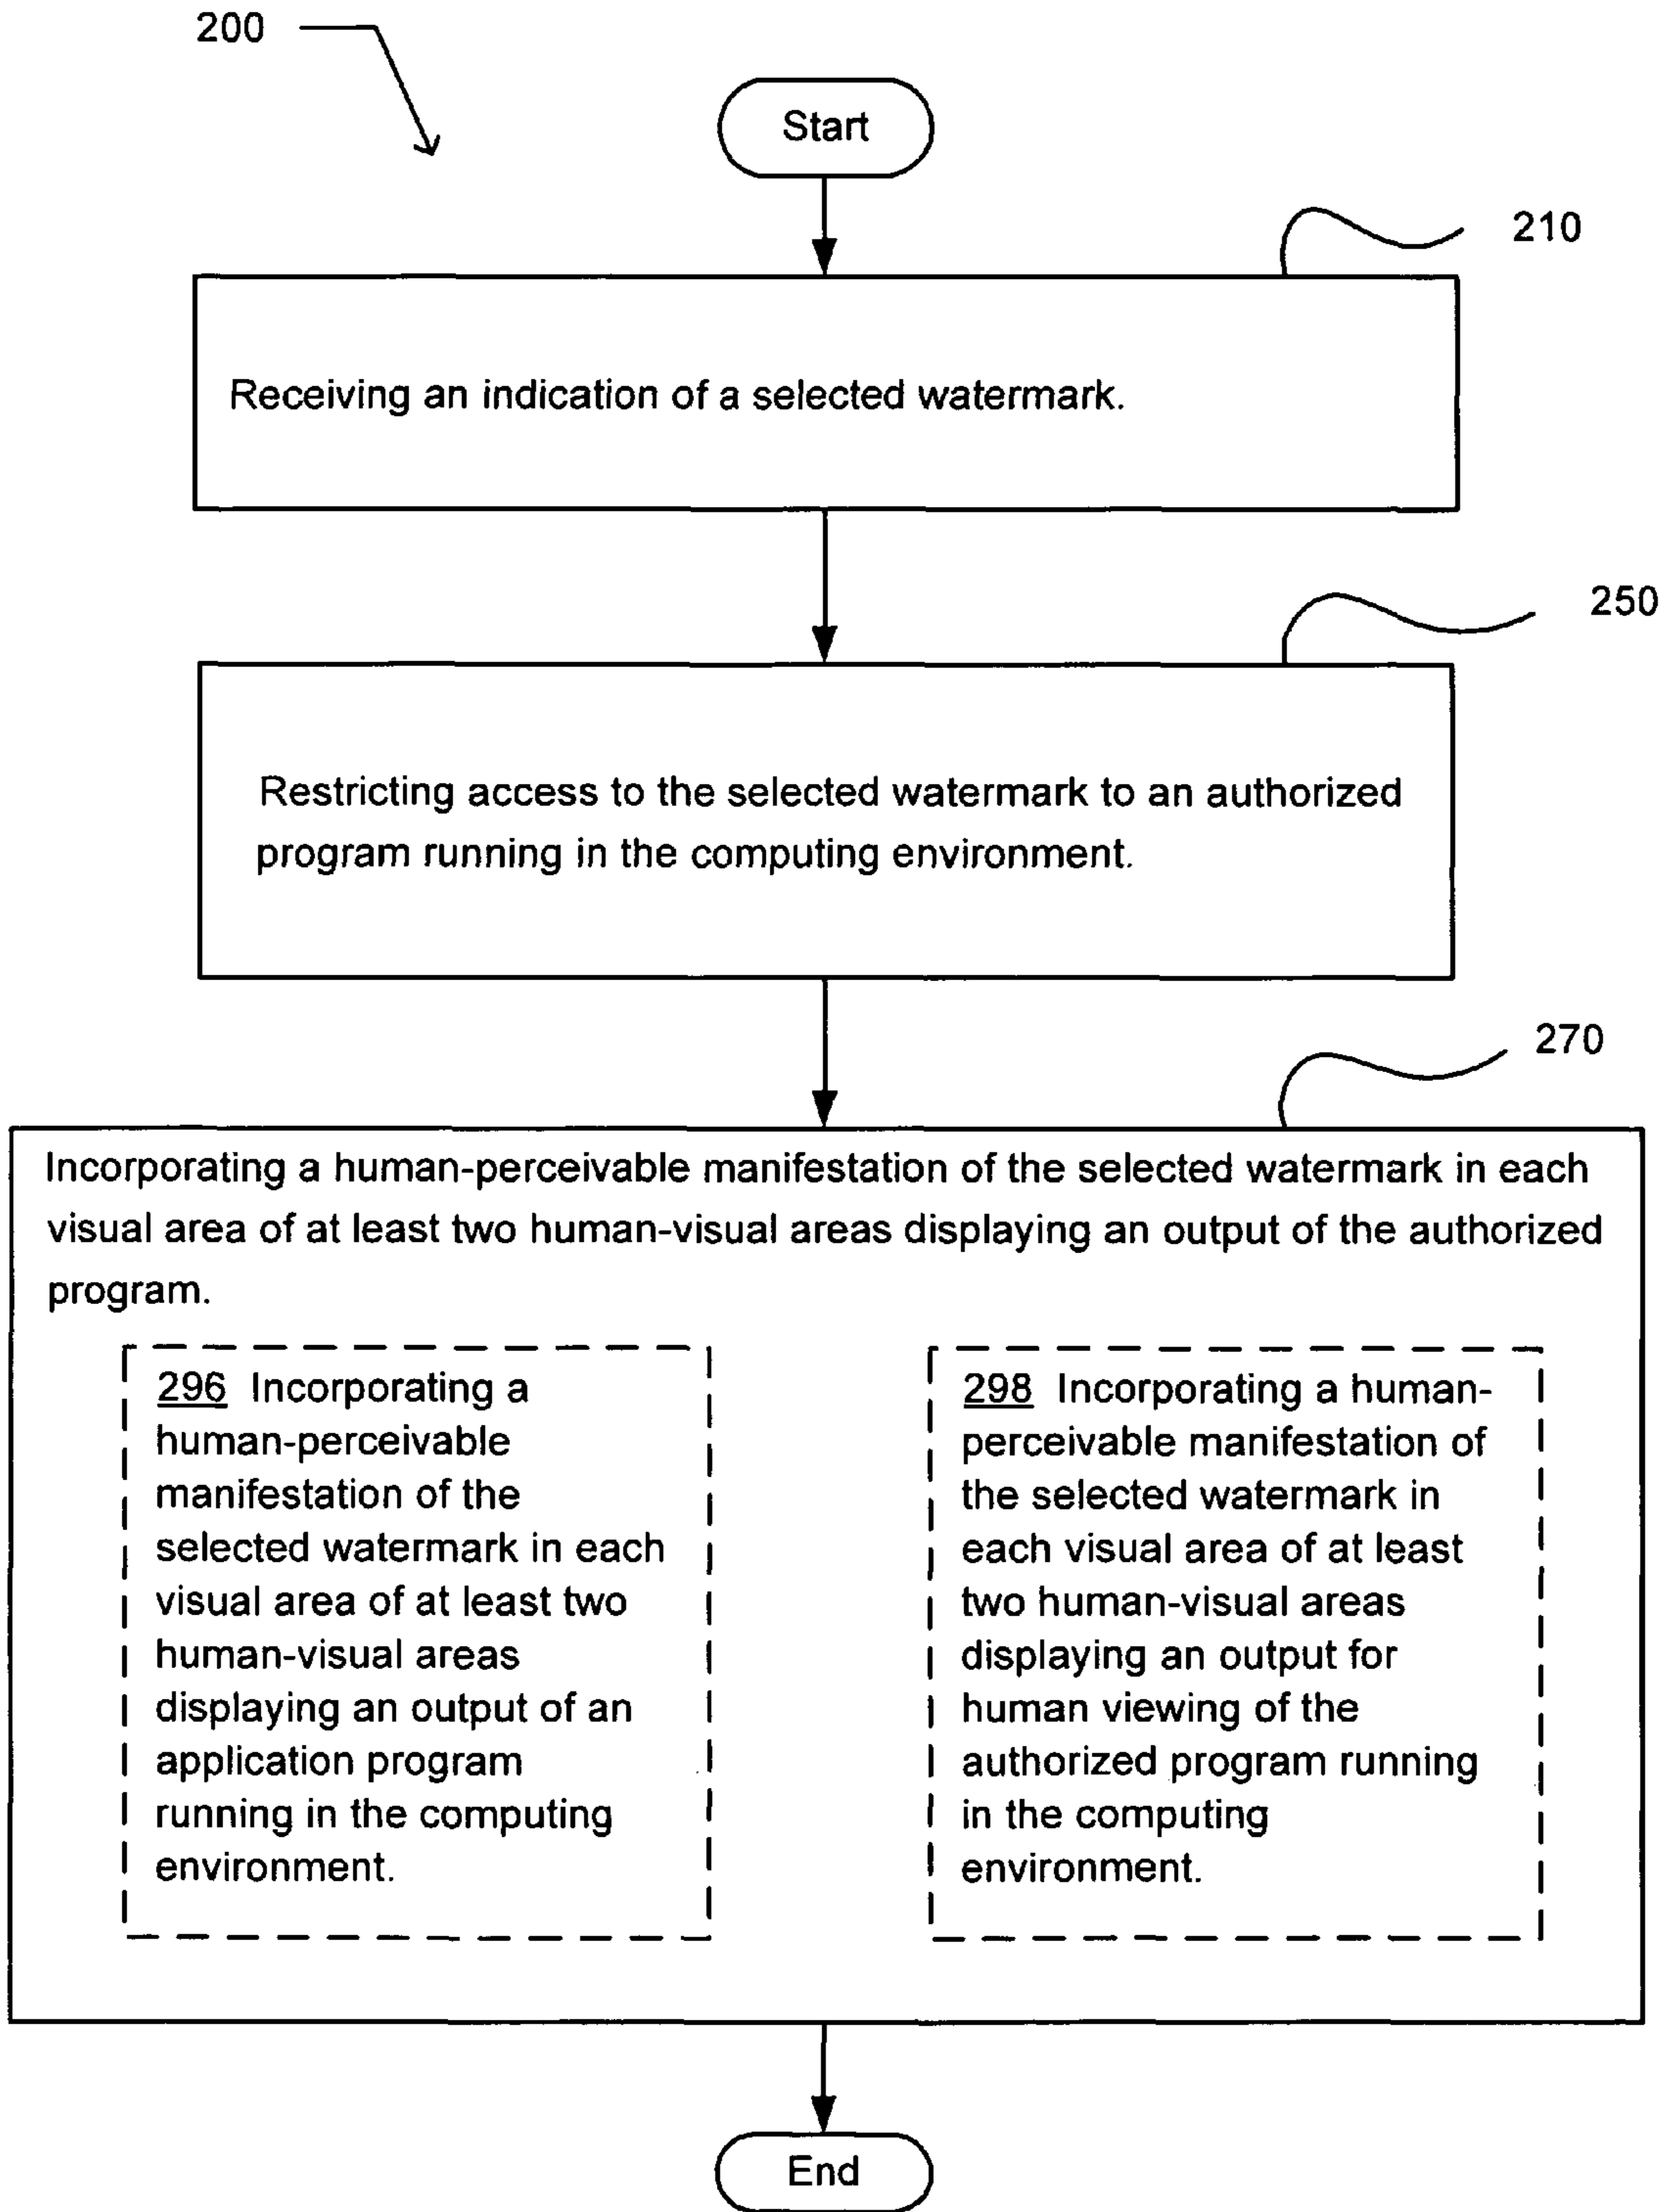 200
Start
210
Receiving an indication of a selected watermark.
250
Restricting access to the selected watermark to an authorized
program running in the computing environment.
270
Incorporating a human-perceivable manifestation of the selected watermark in each
visual area of at least two human-visual areas displaying an output of the authorized
program.
296 Incorporating a
human-perceivable
manifestation of the
selected watermark in each
visual area of at least two
human-visual areas
displaying an output of an
application program
running in the computing
environment.
298 Incorporating a human-
perceivable manifestation of
the selected watermark in
each visual area of at least
two human-visual areas
displaying an output for
human viewing of the
authorized program running
in the computing
environment.
End